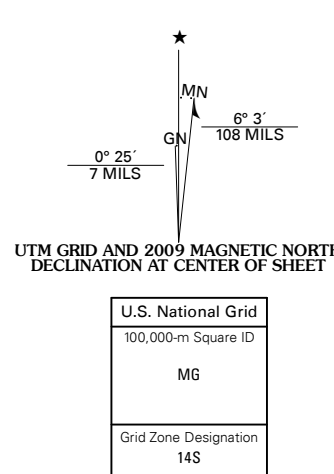 ★
MN
GN
6° 3´
108 MILS
0° 25´
7 MILS
UTM GRID AND 2009 MAGNETIC NORTH
DECLINATION AT CENTER OF SHEET
U.S. National Grid
100,000-m Square ID
MG
Grid Zone Designation
14S